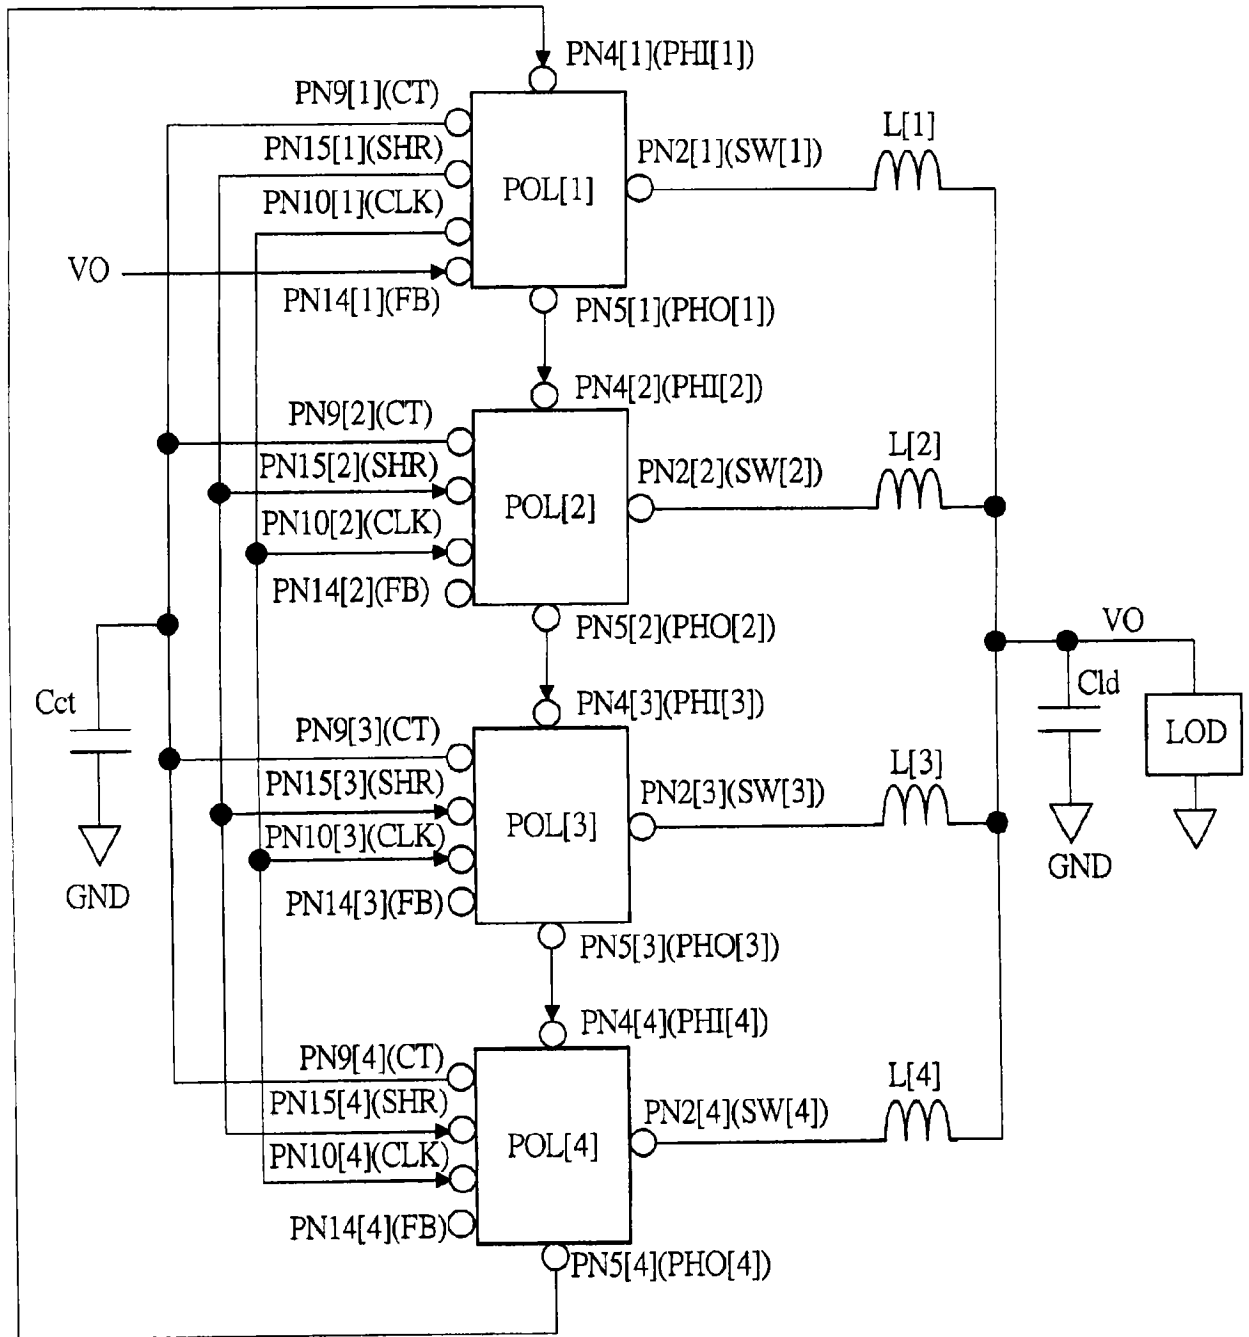 PN4[1](PHI[1])
PN9[1](CT)
L[1]
PN15[1](SHR)
PN2[1](SW[1])
POL[1]
PN10[1](CLK)
VO
PN14[1](FB)
PN5[1](PHO[1])
PN4[2](PHI[2])
PN9[2](CT)
L[2]
PN15[2](SHR)
PN2[2](SW[2])
POL[2]
PN10[2](CLK)
PN14[2](FB)
PN5[2](PHO[2])
VO
Cct
Cld
PN4[3](PHI[3])
PN9[3](CT)
LOD
L[3]
PN15[3](SHR)
PN2[3](SW[3])
POL[3]
PN10[3](CLK)
GND
GND
PN14[3](FB)
PN5[3](PHO[3])
PN4[4](PHI[4])
PN9[4](CT)
L[4]
PN15[4](SHR)
PN2[4](SW[4])
POL[4]
PN10[4](CLK)
PN14[4](FB)
PN5[4](PHO[4])